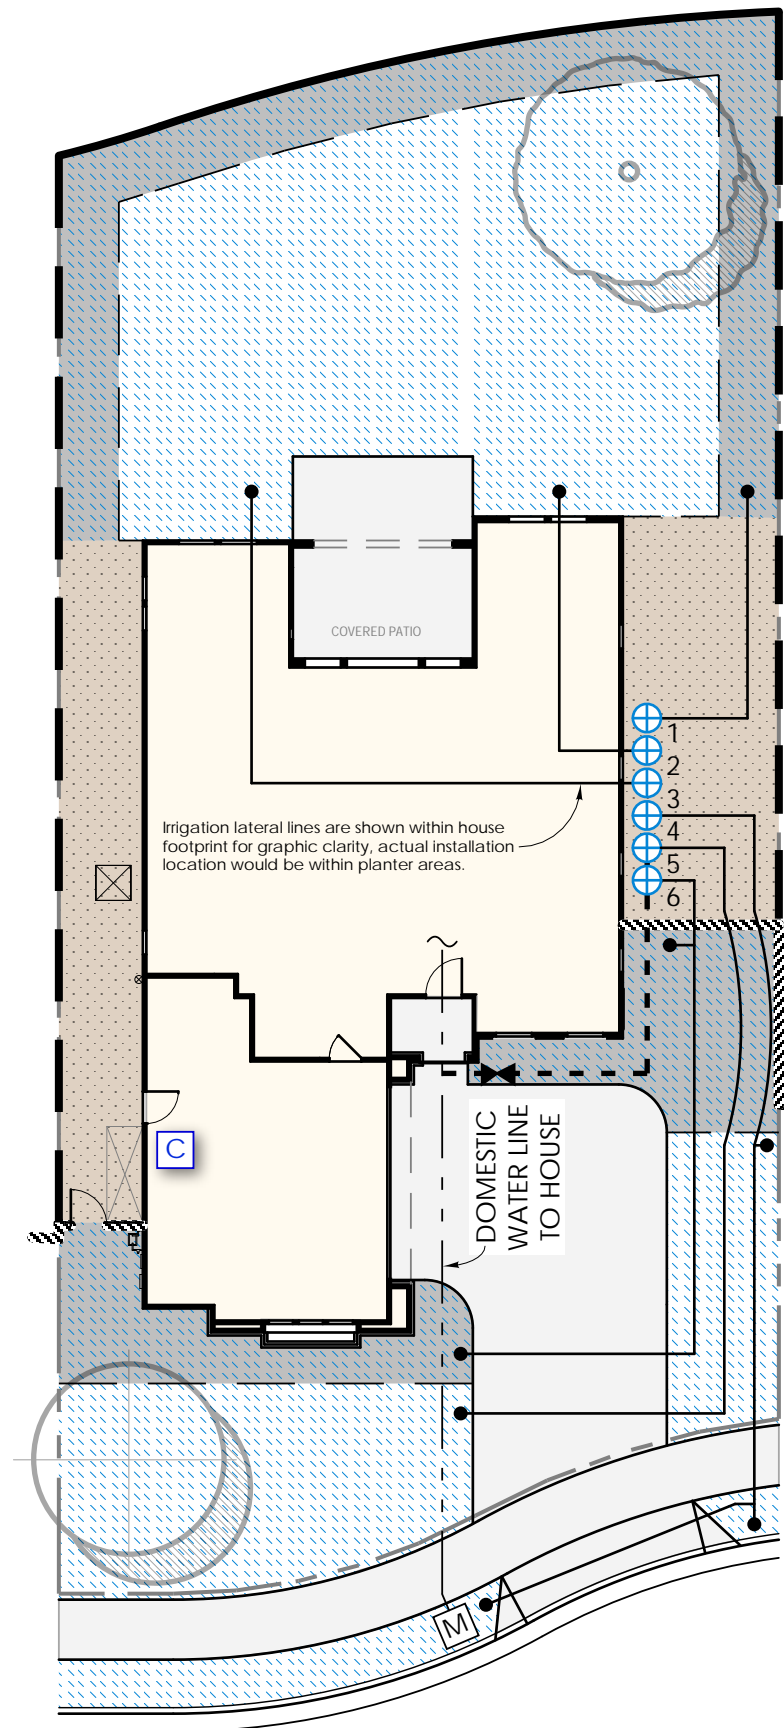 COVERED PATIO
1
2
3
4
5
6
Irrigation lateral lines are shown within house
footprint for graphic clarity, actual installation
location would be within planter areas.
C
DOMESTIC
WATER LINE
TO HOUSE
M